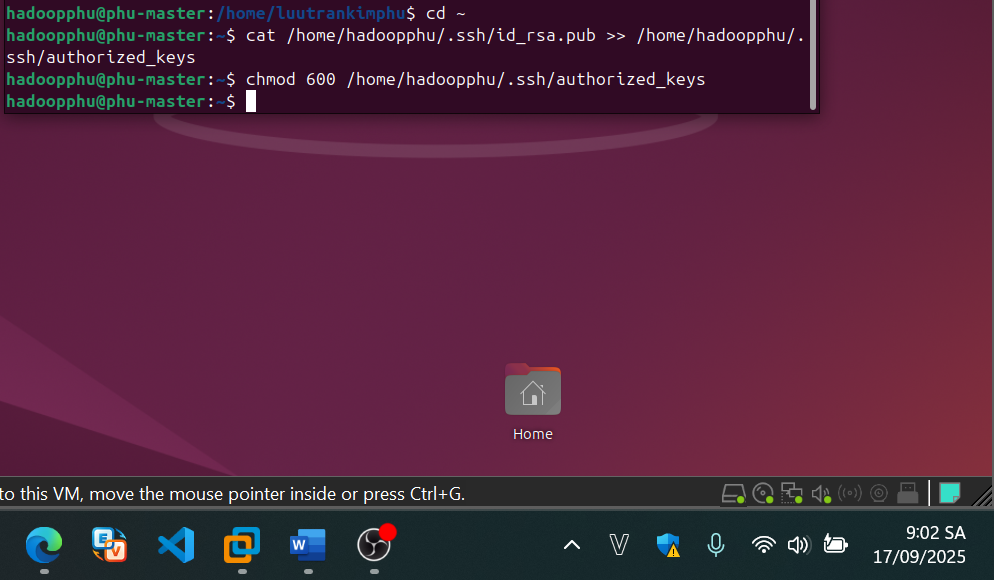 hadoopphu@phu-master:/home/luutrankimphu$ cd ~
hadoopphu@phu-master:~$ cat /home/hadoopphu/.ssh/id_rsa.pub >> /home/hadoopphu/.
ssh/authorized_keys
hadoopphu@phu-master:~$ chmod 600 /home/hadoopphu/.ssh/authorized_keys
hadoopphu@phu-master:~$
Home
to this VM, move the mouse pointer inside or press Ctrl+G.
E V
W
V
9:02 SA
17/09/2025